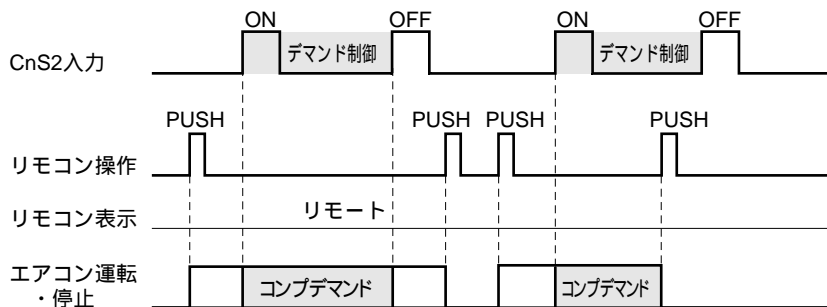 ON OFF ON OFF
CnS2入力 デマンド制御 デマンド制御
PUSH PUSH PUSH PUSH
リモコン操作
リモコン表示 リモート
エアコン運転
・停止 コンプデマンド コンプデマンド